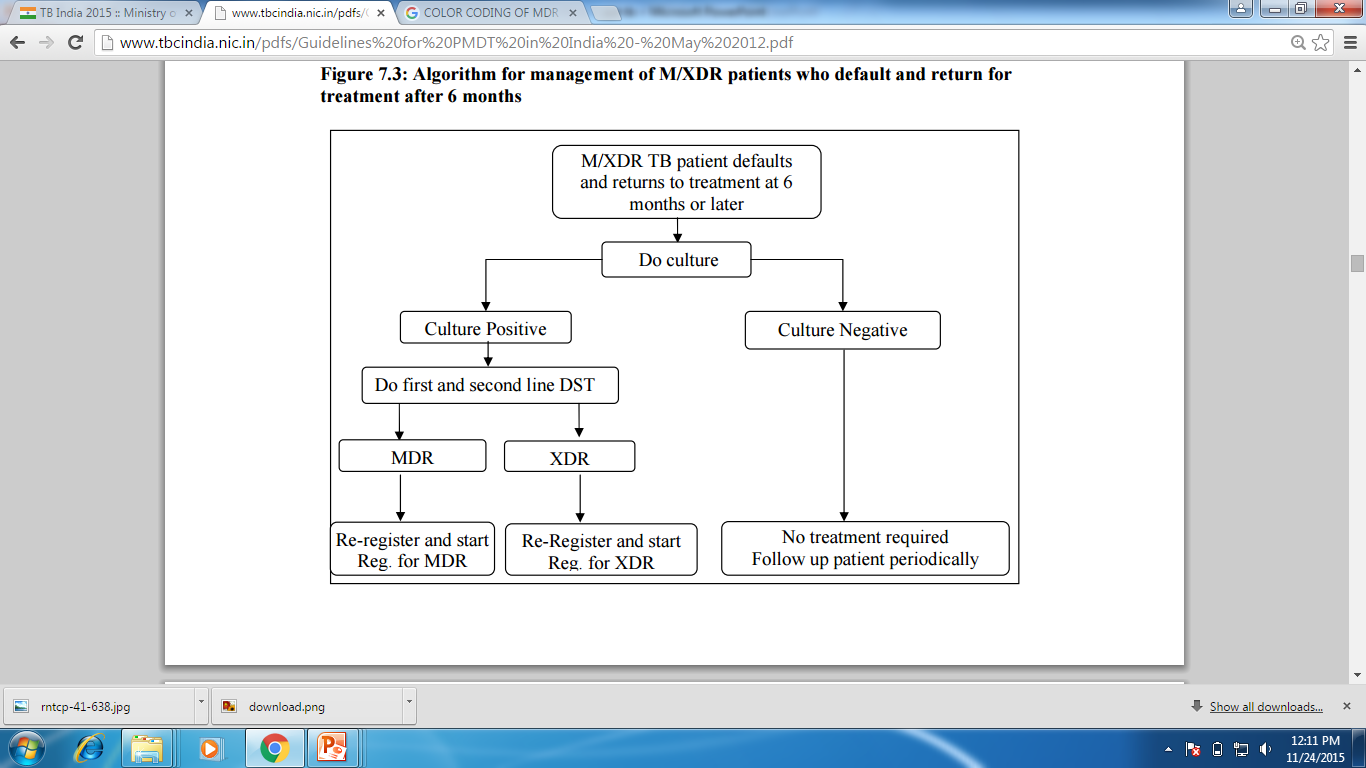 TB India 2015 :: Ministry o
www.tbcindia.nic.in/pdfs/G
COLOR CODING OF MDR
www.tbcindia.nic.in/pdfs/Guidelines%20for%20PMDT%20in%20India%20-%20May%202012.pdf
Figure 7.3: Algorithm for management of M/XDR patients who default and return for
treatment after 6 months
M/XDR TB patient defaults
and returns to treatment at 6
months or later
Do culture
Culture Positive
Culture Negative
Do first and second line DST
MDR
XDR
Re-register and start
Reg. for MDR
Re-Register and start
Reg. for XDR
No treatment required
Follow up patient periodically
rntcp-41-638.jpg
download.png
Show all downloads...
12:11 PM
11/24/2015